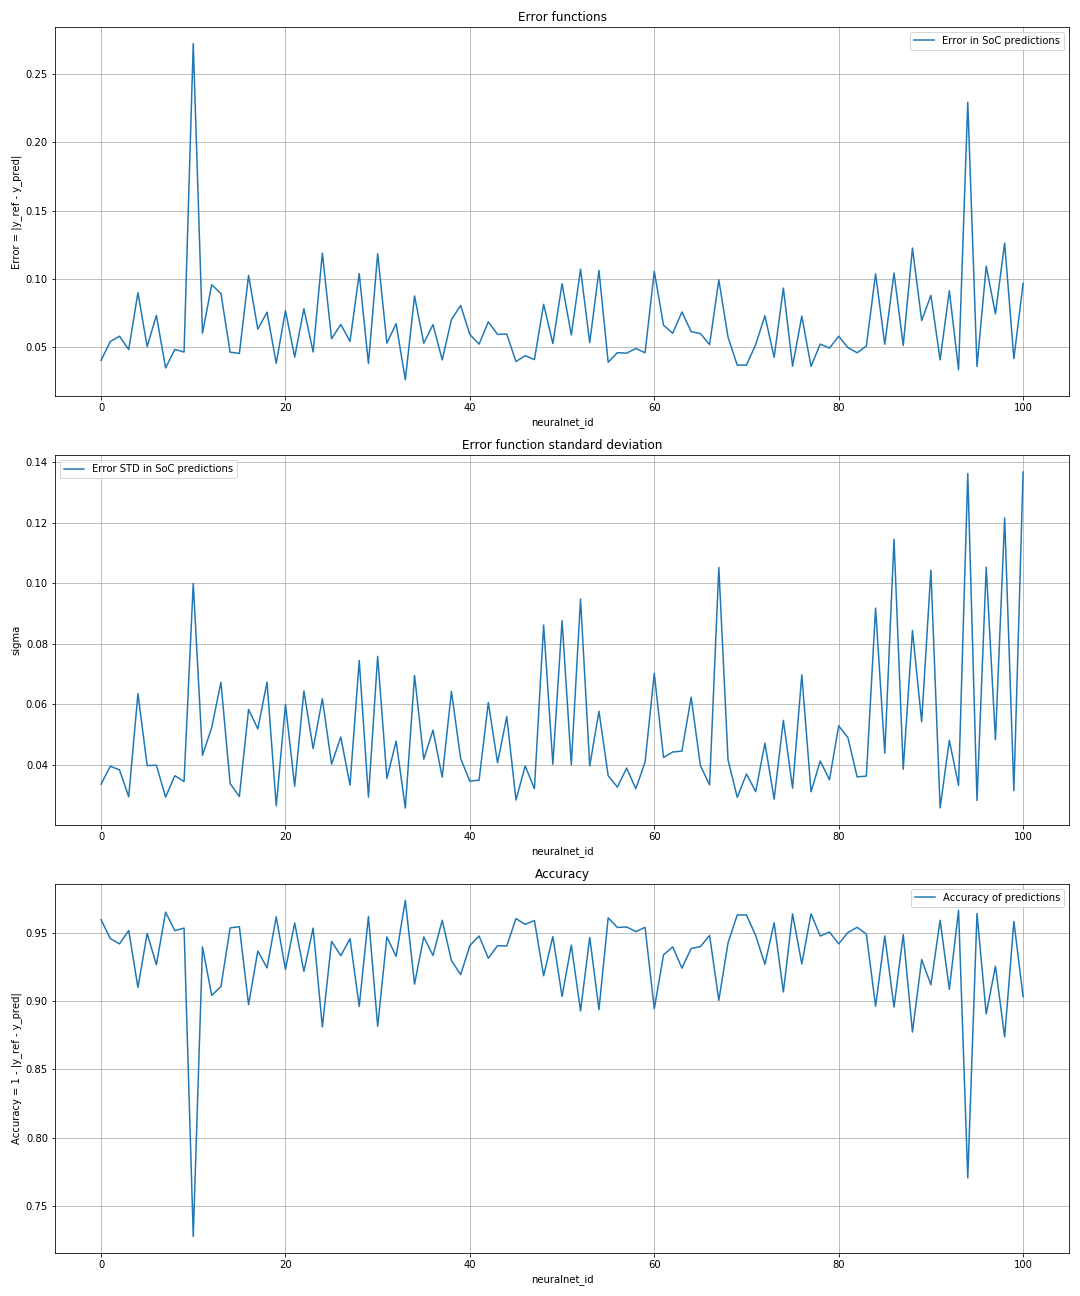 Error functions
Error in SoC predictions
Error = |y_ref - y_pred|
0.25
0.20
0.15
0.10
0.05
0 20 40 60 80 100
neuralnet_id
Error function standard deviation
Error STD in SoC predictions
sigma
0.14
0.12
0.10
0.08
0.06
0.04
0 20 40 60 80 100
neuralnet_id
Accuracy
Accuracy of predictions
Accuracy = 1 - |y_ref - y_pred|
0.95
0.90
0.85
0.80
0.75
0 20 40 60 80 100
neuralnet_id